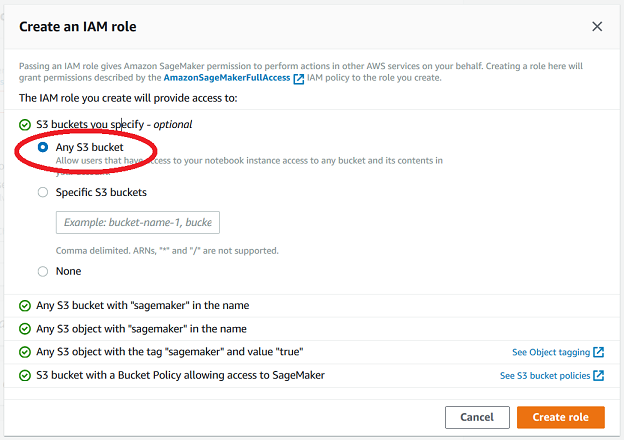 Create an IAM role
Passing an IAM role gives Amazon SageMaker permission to perform actions in other AWS services on your behalf. Creating a role here will
grant permissions described by the AmazonSageMakerFullAccess IAM policy to the role you create.
The IAM role you create will provide access to:
S3 buckets you specify - optional
Any S3 bucket
Allow users that have access to your notebook instance access to any bucket and its contents in
your account
Specific S3 buckets
Example: bucket-name-1, bucke
Comma delimited. ARNs, "*" and "/" are not supported.
None
Any S3 bucket with "sagemaker" in the name
Any S3 object with "sagemaker" in the name
Any S3 object with the tag "sagemaker" and value "true" See Object tagging
S3 bucket with a Bucket Policy allowing access to SageMaker See S3 bucket policies
Cancel Create role